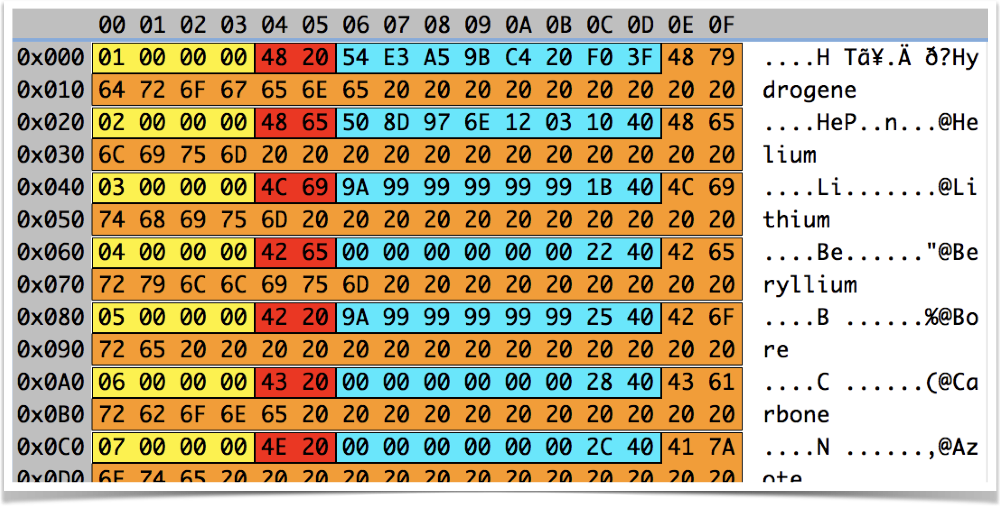 00 01 02 03 04 05 06 07 08 09 0A 0B 0C 0D 0E 0F
0x000 01 00 00 00 48 20 54 E3 A5 9B C4 20 F0 3F 48 79 ....H Tã¥.Ä ð?Hy
0x010 64 72 6F 67 65 6E 65 20 20 20 20 20 20 20 20 20 drogene
0x020 02 00 00 00 48 65 50 8D 97 6E 12 03 10 40 48 65 ....HeP..n...@He
0x030 6C 69 75 6D 20 20 20 20 20 20 20 20 20 20 20 20 lium
0x040 03 00 00 00 4C 69 9A 99 99 99 99 99 1B 40 4C 69 ....Li.......@Li
0x050 74 68 69 75 6D 20 20 20 20 20 20 20 20 20 20 20 thium
0x060 04 00 00 00 42 65 00 00 00 00 00 00 22 40 42 65 ....Be......"@Be
0x070 72 79 6C 6C 69 75 6D 20 20 20 20 20 20 20 20 20 ryllium
0x080 05 00 00 00 42 20 9A 99 99 99 99 99 25 40 42 6F ....B ......%@Bo
0x090 72 65 20 20 20 20 20 20 20 20 20 20 20 20 20 20 re
0x0A0 06 00 00 00 43 20 00 00 00 00 00 00 28 40 43 61 ....C ......(@Ca
0x0B0 72 62 6F 6E 65 20 20 20 20 20 20 20 20 20 20 20 rbone
0x0C0 07 00 00 00 4E 20 00 00 00 00 00 00 2C 40 41 7A ....N ......,@Az
0x0D0 6F 74 65 20 20 20 20 20 20 20 20 20 20 20 20 20 ote